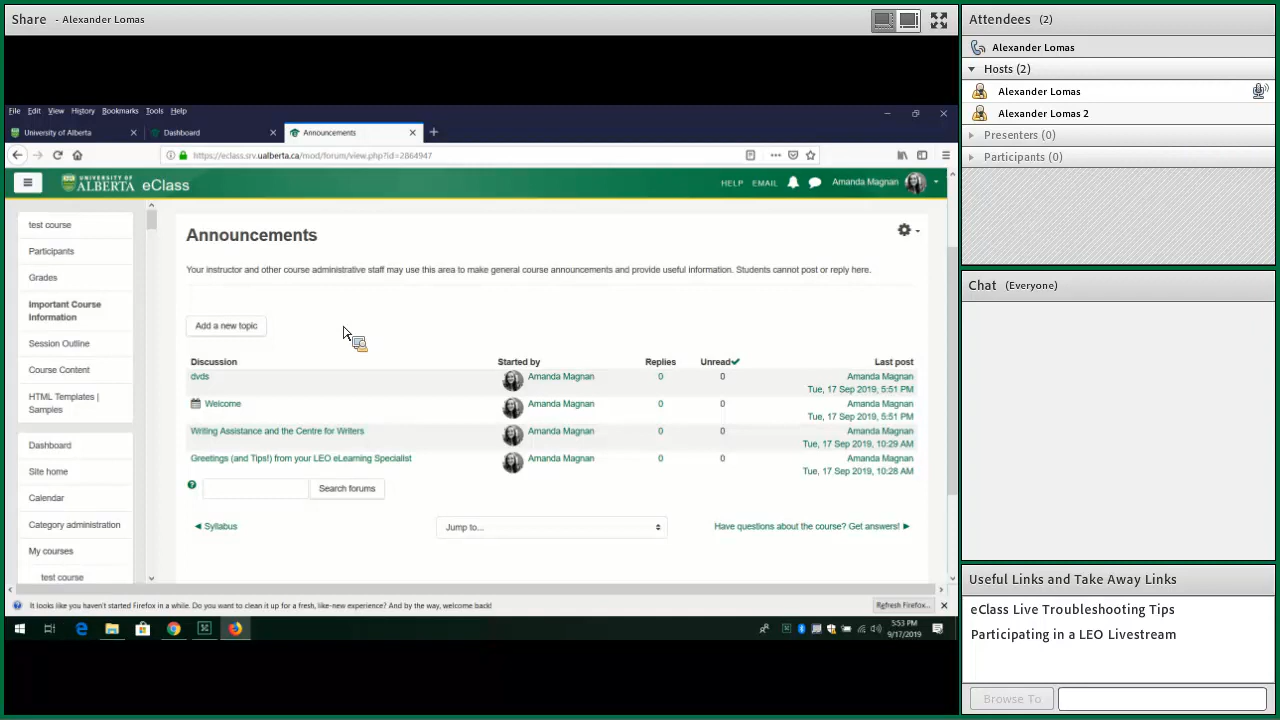 Share - Alexander Lomas
File Edit View History Bookmarks Tools Help
University of Alberta Dashboard Announcements
https://eclass.srv.ualberta.ca/mod/forum/view.php?id=2864947
UNIVERSITY OF
ALBERTA eClass HELP EMAIL Amanda Magnan
test course
Participants
Grades
Important Course
Information
Session Outline
Course Content
HTML Templates |
Samples
Dashboard
Site home
Calendar
Category administration
My courses
test course
Announcements
Your instructor and other course administrative staff may use this area to make general course announcements and provide useful information. Students cannot post or reply here.
Add a new topic
Discussion Started by Replies Unread Last post
dvds Amanda Magnan 0 0 Amanda Magnan
Tue, 17 Sep 2019, 5:51 PM
Welcome Amanda Magnan 0 0 Amanda Magnan
Tue, 17 Sep 2019, 5:51 PM
Writing Assistance and the Centre for Writers Amanda Magnan 0 0 Amanda Magnan
Tue, 17 Sep 2019, 10:29 AM
Greetings (and Tips!) from your LEO eLearning Specialist Amanda Magnan 0 0 Amanda Magnan
Tue, 17 Sep 2019, 10:28 AM
Search forums
◄ Syllabus Jump to... Have questions about the course? Get answers! ►
It looks like you haven't started Firefox in a while. Do you want to clean it up for a fresh, like-new experience? And by the way, welcome back! Refresh Firefox...
5:53 PM
9/17/2019
Attendees (2)
Alexander Lomas
Hosts (2)
Alexander Lomas
Alexander Lomas 2
Presenters (0)
Participants (0)
Chat (Everyone)
Useful Links and Take Away Links
eClass Live Troubleshooting Tips
Participating in a LEO Livestream
Browse To